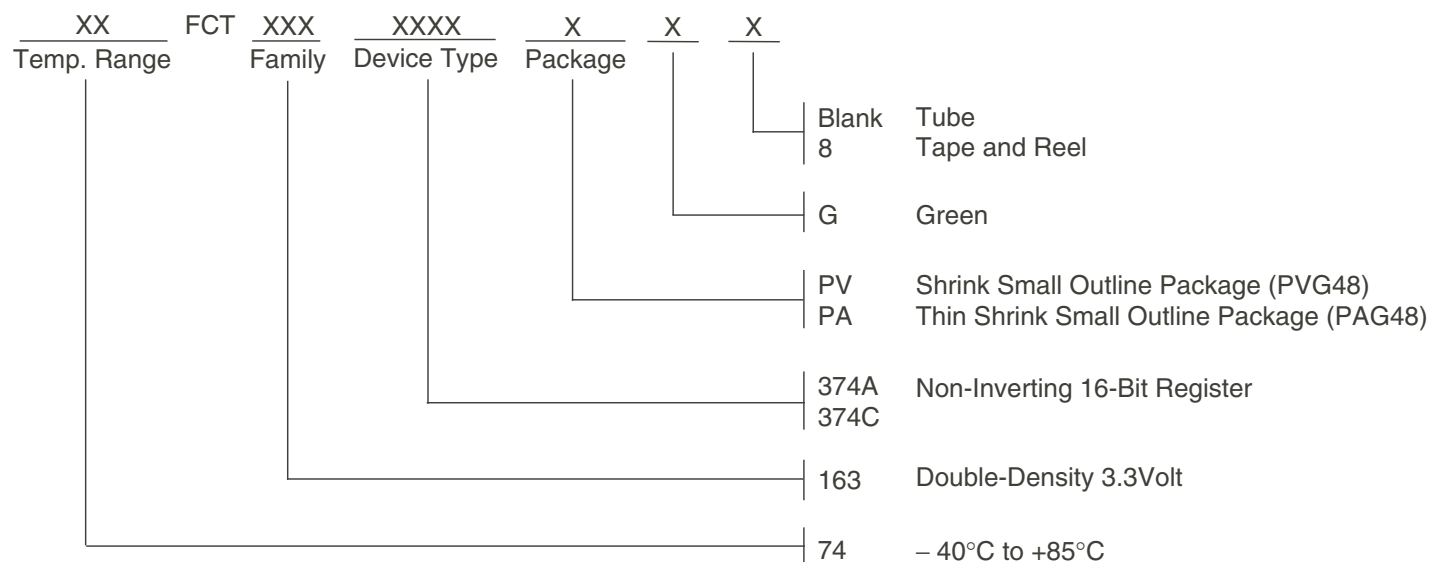 XX FCT XXX XXXX X X X
Temp. Range Family Device Type Package
Blank Tube
8 Tape and Reel
G Green
PV Shrink Small Outline Package (PVG48)
PA Thin Shrink Small Outline Package (PAG48)
374A Non-Inverting 16-Bit Register
374C
163 Double-Density 3.3Volt
74 – 40°C to +85°C